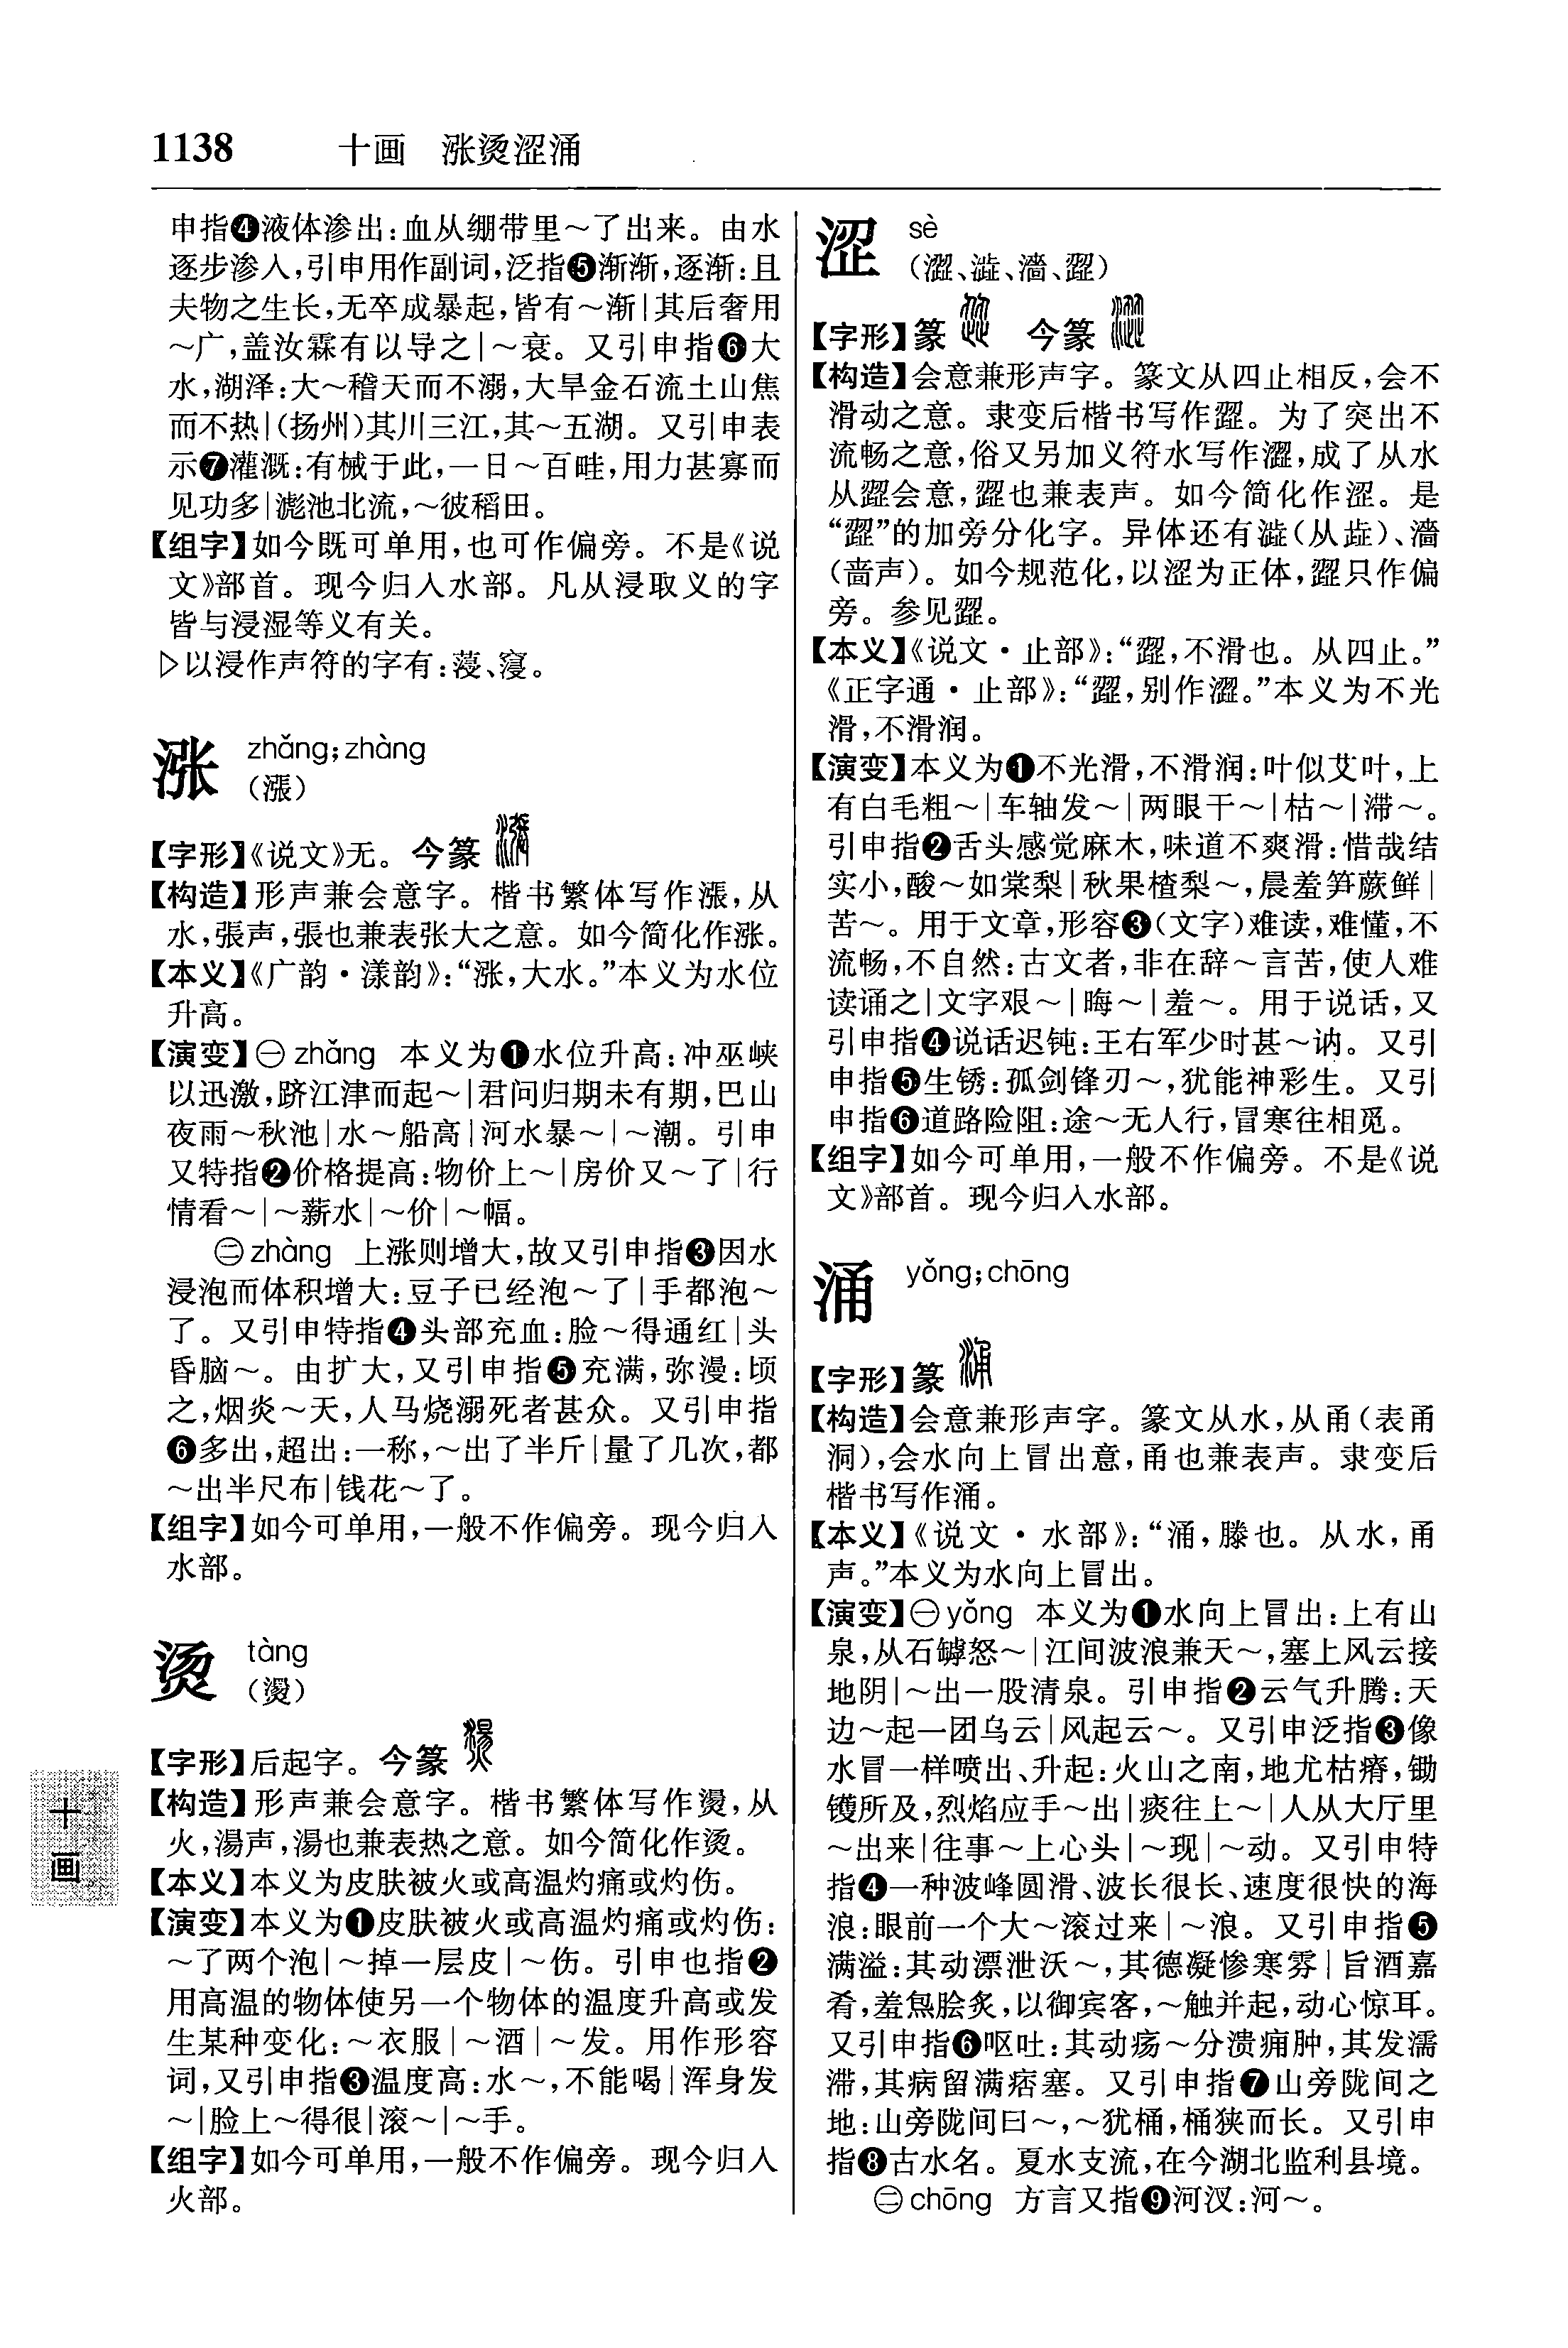 1138 十画 涨烫涩涌
申指❹液体渗出:血从绷带里～了出来。由水
逐步渗入,引申用作副词,泛指❺渐渐,逐渐:且
夫物之生长,无卒成暴起,皆有～渐|其后奢用
～广,盖汝霖有以导之|～衰。又引申指❻大
水,湖泽:大～稽天而不溺,大旱金石流土山焦
而不热|(扬州)其川三江,其～五湖。又引申表
示❼灌溉:有械于此,一日～百畦,用力甚寡而
见功多|滮池北流,～彼稻田。
【组字】如今既可单用,也可作偏旁。不是《说
文》部首。现今归入水部。凡从浸取义的字
皆与浸湿等义有关。
▷以浸作声符的字有:蓡、寖。
涨 zhǎng;zhàng
(漲)
【字形】《说文》无。今篆
【构造】形声兼会意字。楷书繁体写作漲,从
水,張声,張也兼表张大之意。如今简化作涨。
【本义】《广韵·漾韵》:“涨,大水。”本义为水位
升高。
【演变】㊀zhǎng 本义为❶水位升高:冲巫峡
以迅激,跻江津而起～|君问归期未有期,巴山
夜雨～秋池|水～船高|河水暴～|～潮。引申
又特指❷价格提高:物价上～|房价又～了|行
情看～|～薪水|～价|～幅。
㊁zhàng 上涨则增大,故又引申指❸因水
浸泡而体积增大:豆子已经泡～了|手都泡～
了。又引申特指❹头部充血:脸～得通红|头
昏脑～。由扩大,又引申指❺充满,弥漫:顷
之,烟炎～天,人马烧溺死者甚众。又引申指
❻多出,超出:一称,～出了半斤|量了几次,都
～出半尺布|钱花～了。
【组字】如今可单用,一般不作偏旁。现今归入
水部。
烫 tàng
(燙)
【字形】后起字。今篆
【构造】形声兼会意字。楷书繁体写作燙,从
火,湯声,湯也兼表热之意。如今简化作烫。
【本义】本义为皮肤被火或高温灼痛或灼伤。
【演变】本义为❶皮肤被火或高温灼痛或灼伤:
～了两个泡|～掉一层皮|～伤。引申也指❷
用高温的物体使另一个物体的温度升高或发
生某种变化:～衣服|～酒|～发。用作形容
词,又引申指❸温度高:水～,不能喝|浑身发
～|脸上～得很|滚～|～手。
【组字】如今可单用,一般不作偏旁。现今归入
火部。
十画
涩 sè
(澀、澁、濇、歰)
【字形】篆 今篆
【构造】会意兼形声字。篆文从四止相反,会不
滑动之意。隶变后楷书写作歰。为了突出不
流畅之意,俗又另加义符水写作澀,成了从水
从歰会意,歰也兼表声。如今简化作涩。是
“歰”的加旁分化字。异体还有澁(从歮)、濇
(啬声)。如今规范化,以涩为正体,歰只作偏
旁。参见歰。
【本义】《说文·止部》:“歰,不滑也。从四止。”
《正字通·止部》:“歰,别作澀。”本义为不光
滑,不滑润。
【演变】本义为❶不光滑,不滑润:叶似艾叶,上
有白毛粗～|车轴发～|两眼干～|枯～|滞～。
引申指❷舌头感觉麻木,味道不爽滑:惜哉结
实小,酸～如棠梨|秋果楂梨～,晨羞笋蕨鲜|
苦～。用于文章,形容❸(文字)难读,难懂,不
流畅,不自然:古文者,非在辞～言苦,使人难
读诵之|文字艰～|晦～|羞～。用于说话,又
引申指❹说话迟钝:王右军少时甚～讷。又引
申指❺生锈:孤剑锋刃～,犹能神彩生。又引
申指❻道路险阻:途～无人行,冒寒往相觅。
【组字】如今可单用,一般不作偏旁。不是《说
文》部首。现今归入水部。
涌 yǒng;chōng
【字形】篆
【构造】会意兼形声字。篆文从水,从甬(表甬
洞),会水向上冒出意,甬也兼表声。隶变后
楷书写作涌。
【本义】《说文·水部》:“涌,滕也。从水,甬
声。”本义为水向上冒出。
【演变】㊀yǒng 本义为❶水向上冒出:上有山
泉,从石罅怒～|江间波浪兼天～,塞上风云接
地阴|～出一股清泉。引申指❷云气升腾:天
边～起一团乌云|风起云～。又引申泛指❸像
水冒一样喷出、升起:火山之南,地尤枯瘠,锄
镬所及,烈焰应手～出|痰往上～|人从大厅里
～出来|往事～上心头|～现|～动。又引申特
指❹一种波峰圆滑、波长很长、速度很快的海
浪:眼前一个大～滚过来|～浪。又引申指❺
满溢:其动漂泄沃～,其德凝惨寒雰|旨酒嘉
肴,羞炰脍炙,以御宾客,～触并起,动心惊耳。
又引申指❻呕吐:其动疡～分溃痈肿,其发濡
滞,其病留满痞塞。又引申指❼山旁陇间之
地:山旁陇间曰～,～犹桶,桶狭而长。又引申
指❽古水名。夏水支流,在今湖北监利县境。
㊁chōng 方言又指❾河汊:河～。